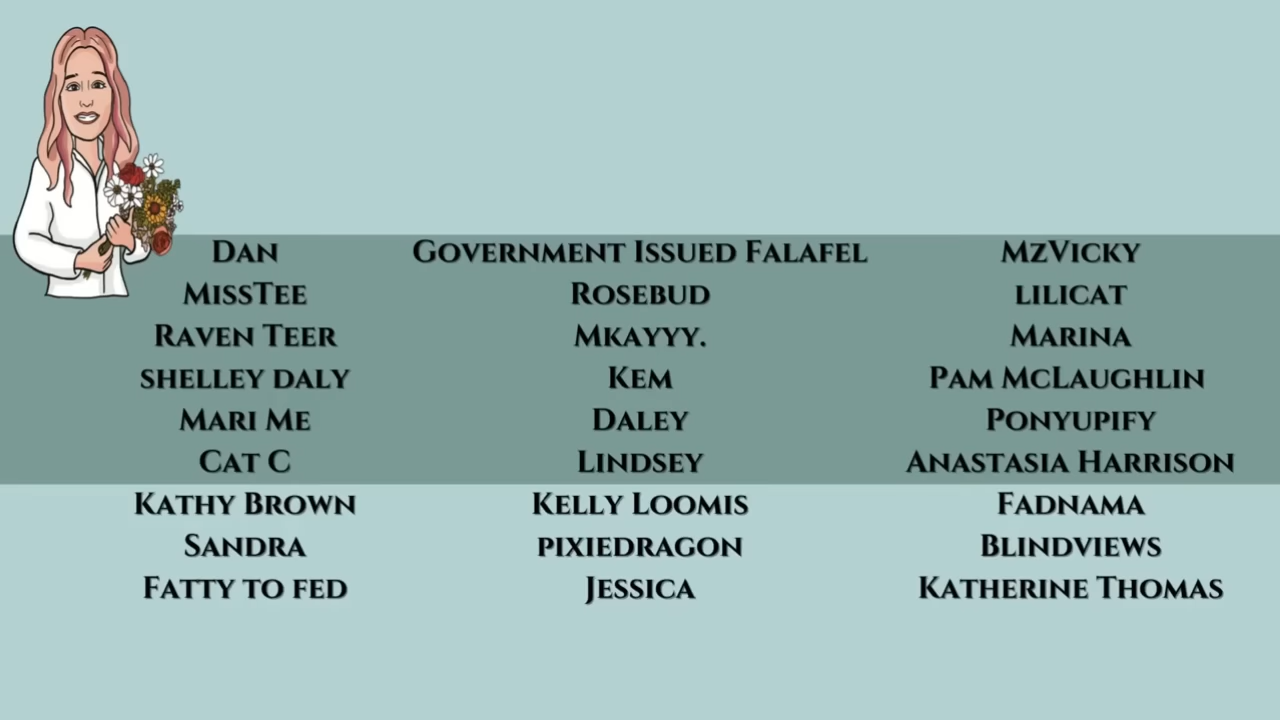 Dan Government Issued Falafel MzVicky
MissTee Rosebud lilicat
Raven Teer Mkayyy. Marina
shelley daly Kem Pam McLaughlin
Mari Me Daley Ponyupify
Cat C Lindsey Anastasia Harrison
Kathy Brown Kelly Loomis Fadnama
Sandra pixiedragon Blindviews
Fatty to fed Jessica Katherine Thomas